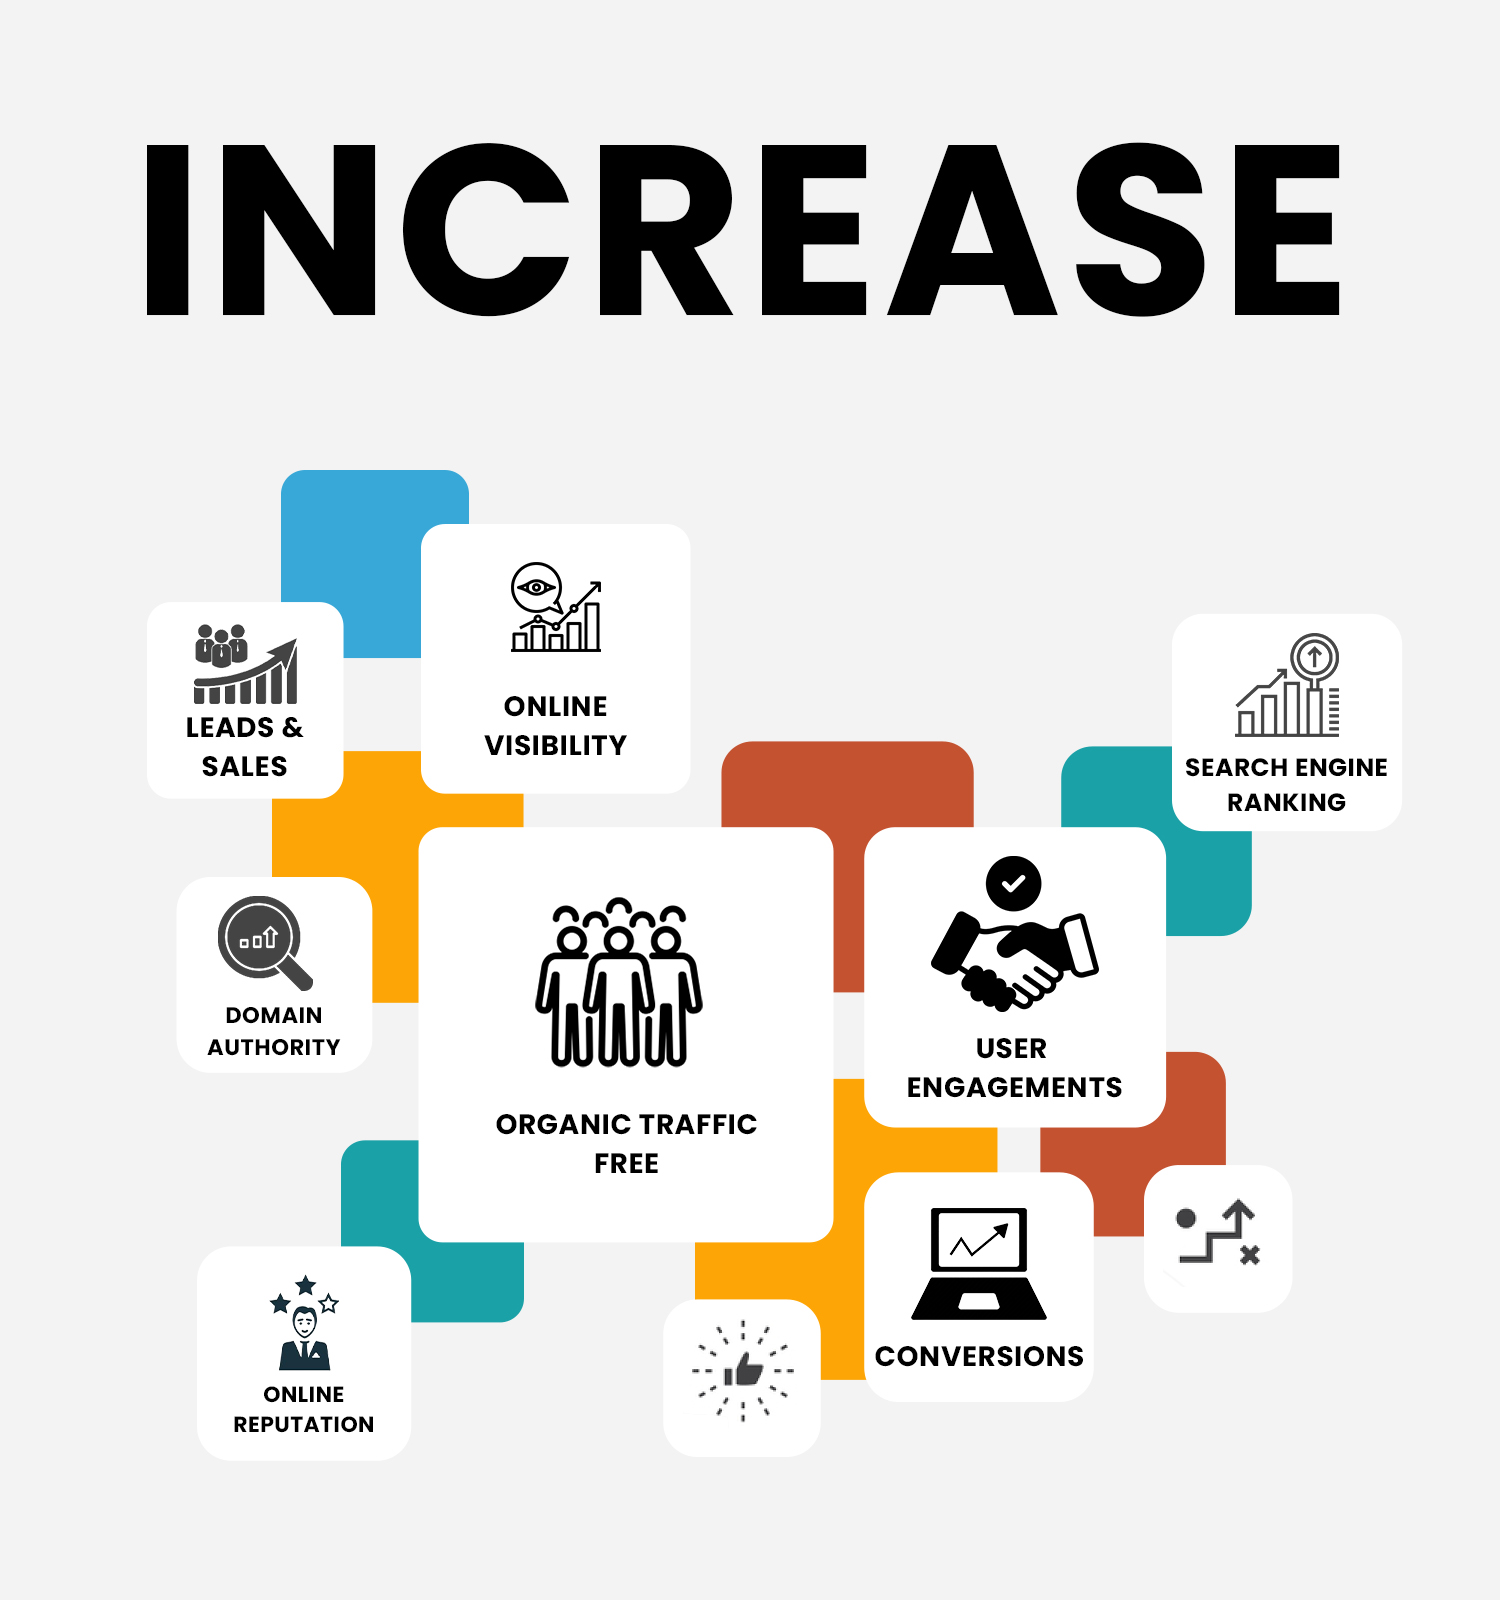 INCREASE
ONLINE
VISIBILITY
LEADS &
SALES
SEARCH ENGINE
RANKING
DOMAIN
AUTHORITY
ORGANIC TRAFFIC
FREE
USER
ENGAGEMENTS
CONVERSIONS
ONLINE
REPUTATION